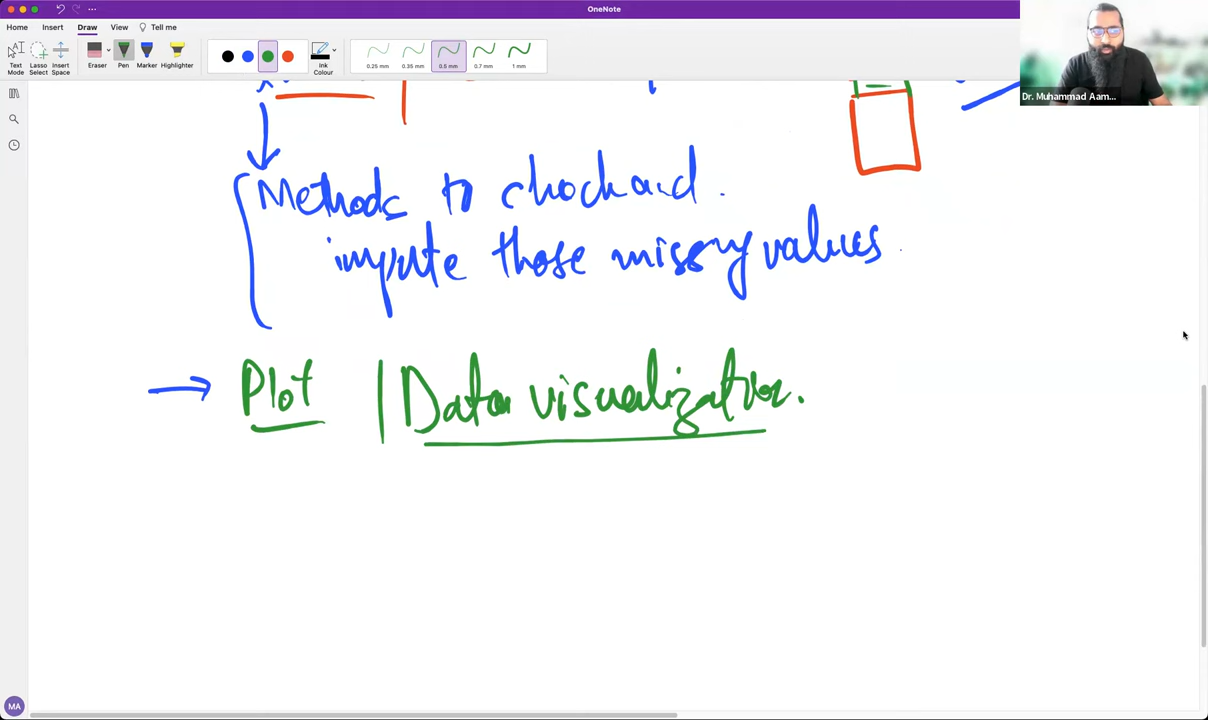 OneNote
Home Insert Draw View Tell me
Text Mode
Lasso Select
Insert Space
Eraser
Pen
Marker
Highlighter
Ink Colour
0.25 mm
0.35 mm
0.5 mm
0.7 mm
1 mm
Dr. Muhammad Aam...
Methods to
impute those missing values
→ Plot | Data visualization.
MA